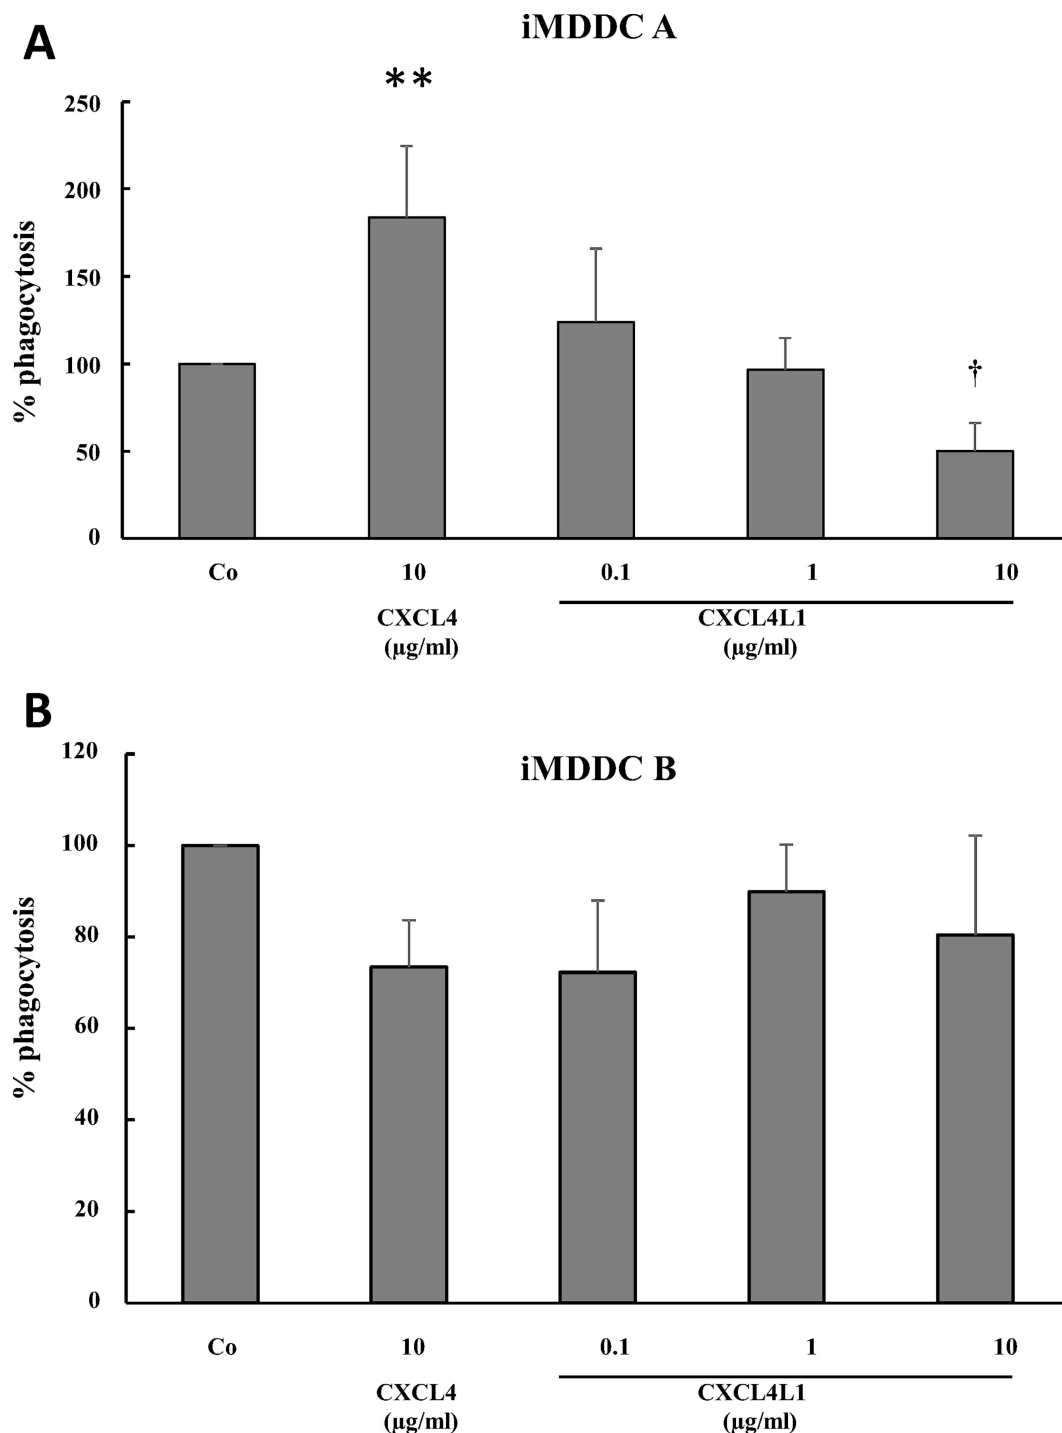 A
iMDDC A
**
250
200
150
100
50
0
% phagocytosis
†
Co 10 0.1 1 10
CXCL4 CXCL4L1
(µg/ml) (µg/ml)
B
iMDDC B
120
100
80
60
40
20
0
% phagocytosis
Co 10 0.1 1 10
CXCL4 CXCL4L1
(µg/ml) (µg/ml)